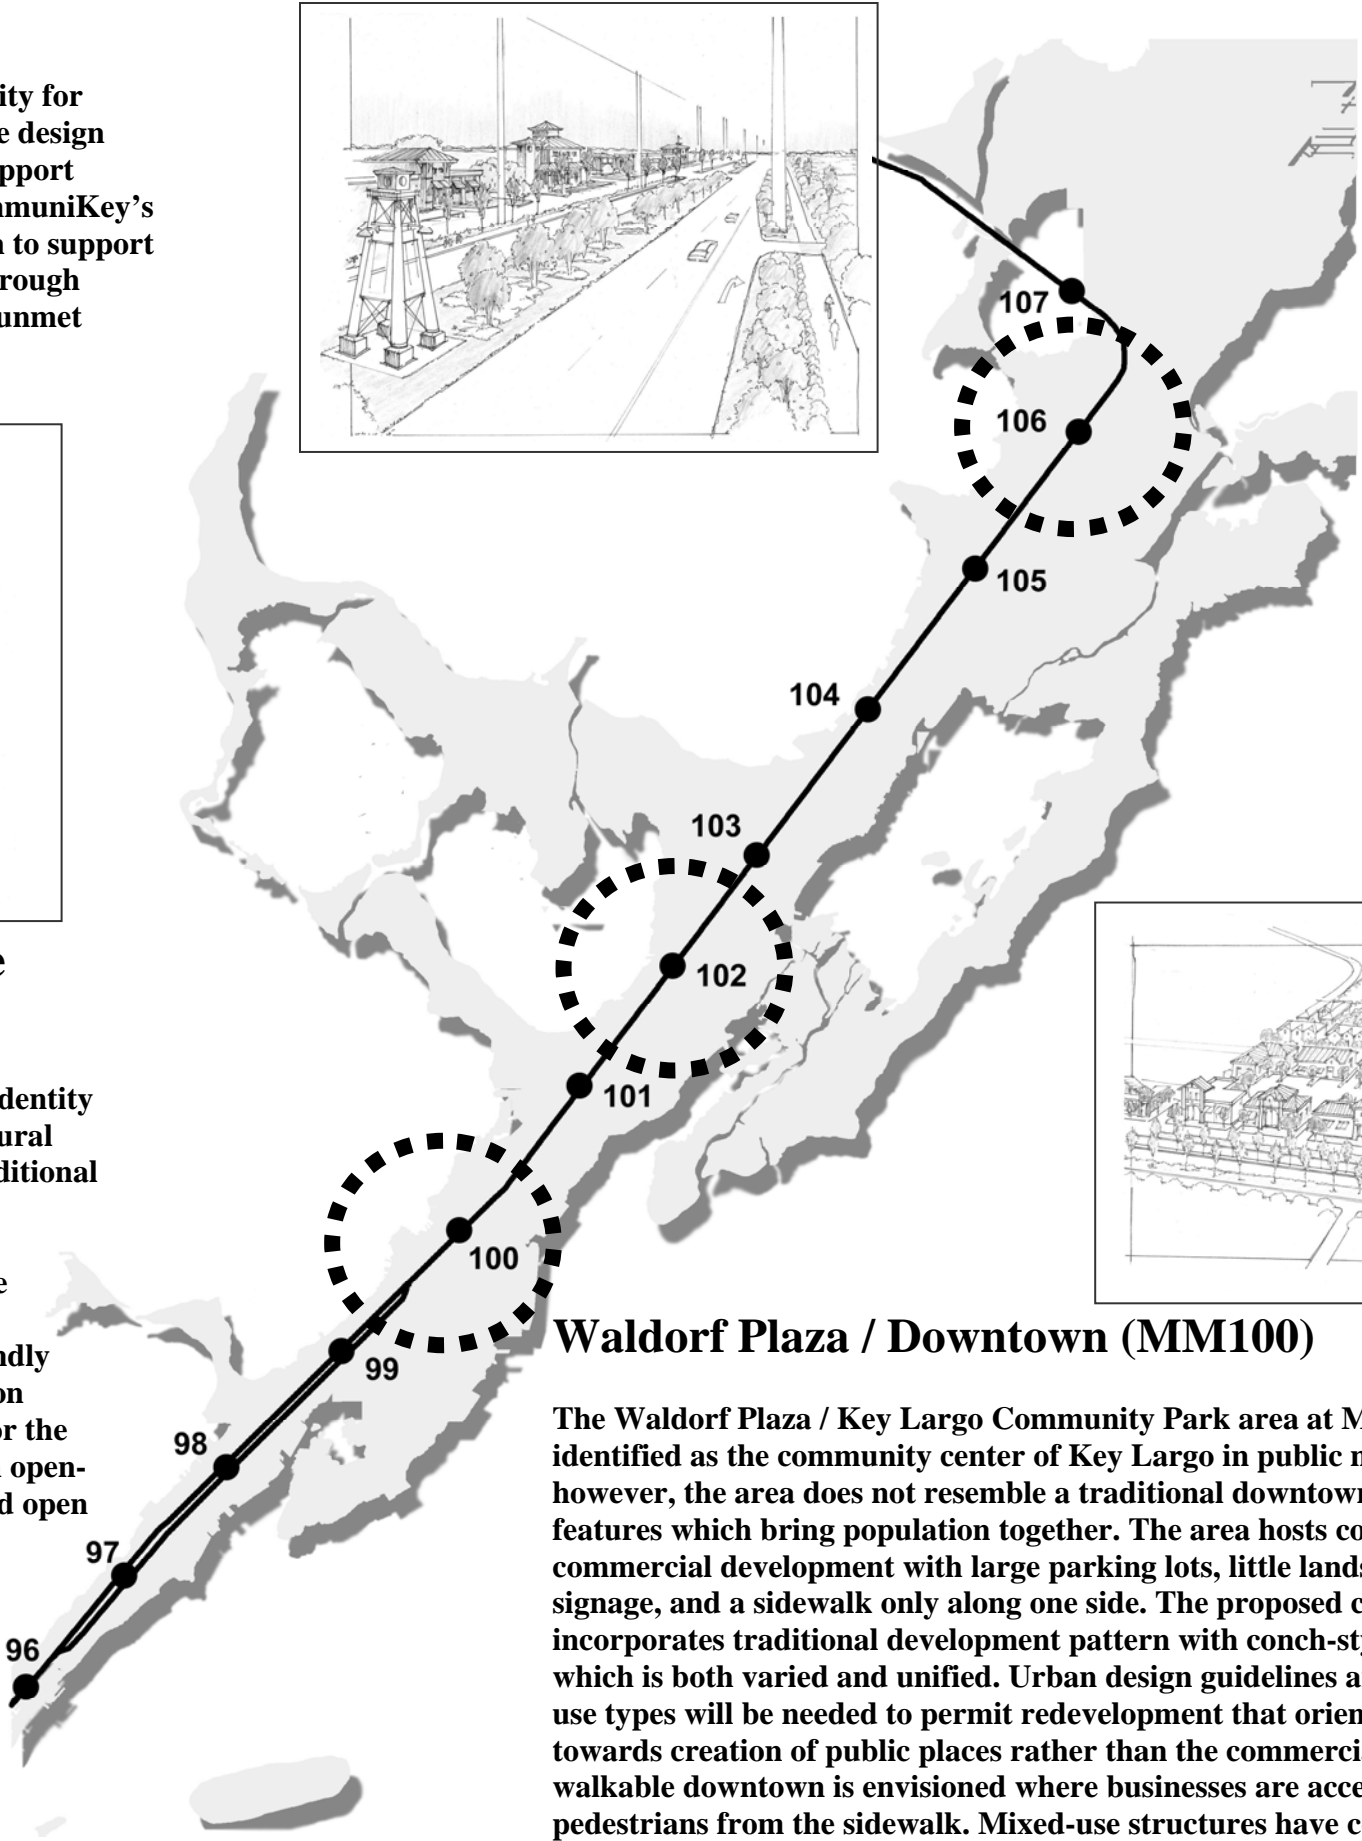 ity for
e design
pport
mmuniKey's
n to support
rough
unmet
e
dentity
ural
ditional
e
ndly
on
or the
n open-
d open
107
106
105
104
103
102
101
100
99
98
97
96
Waldorf Plaza / Downtown (MM100)
The Waldorf Plaza / Key Largo Community Park area at M
identified as the community center of Key Largo in public m
however, the area does not resemble a traditional downtown
features which bring population together. The area hosts co
commercial development with large parking lots, little lands
signage, and a sidewalk only along one side. The proposed c
incorporates traditional development pattern with conch-sty
which is both varied and unified. Urban design guidelines a
use types will be needed to permit redevelopment that orien
towards creation of public places rather than the commercia
walkable downtown is envisioned where businesses are acce
pedestrians from the sidewalk. Mixed-use structures have c